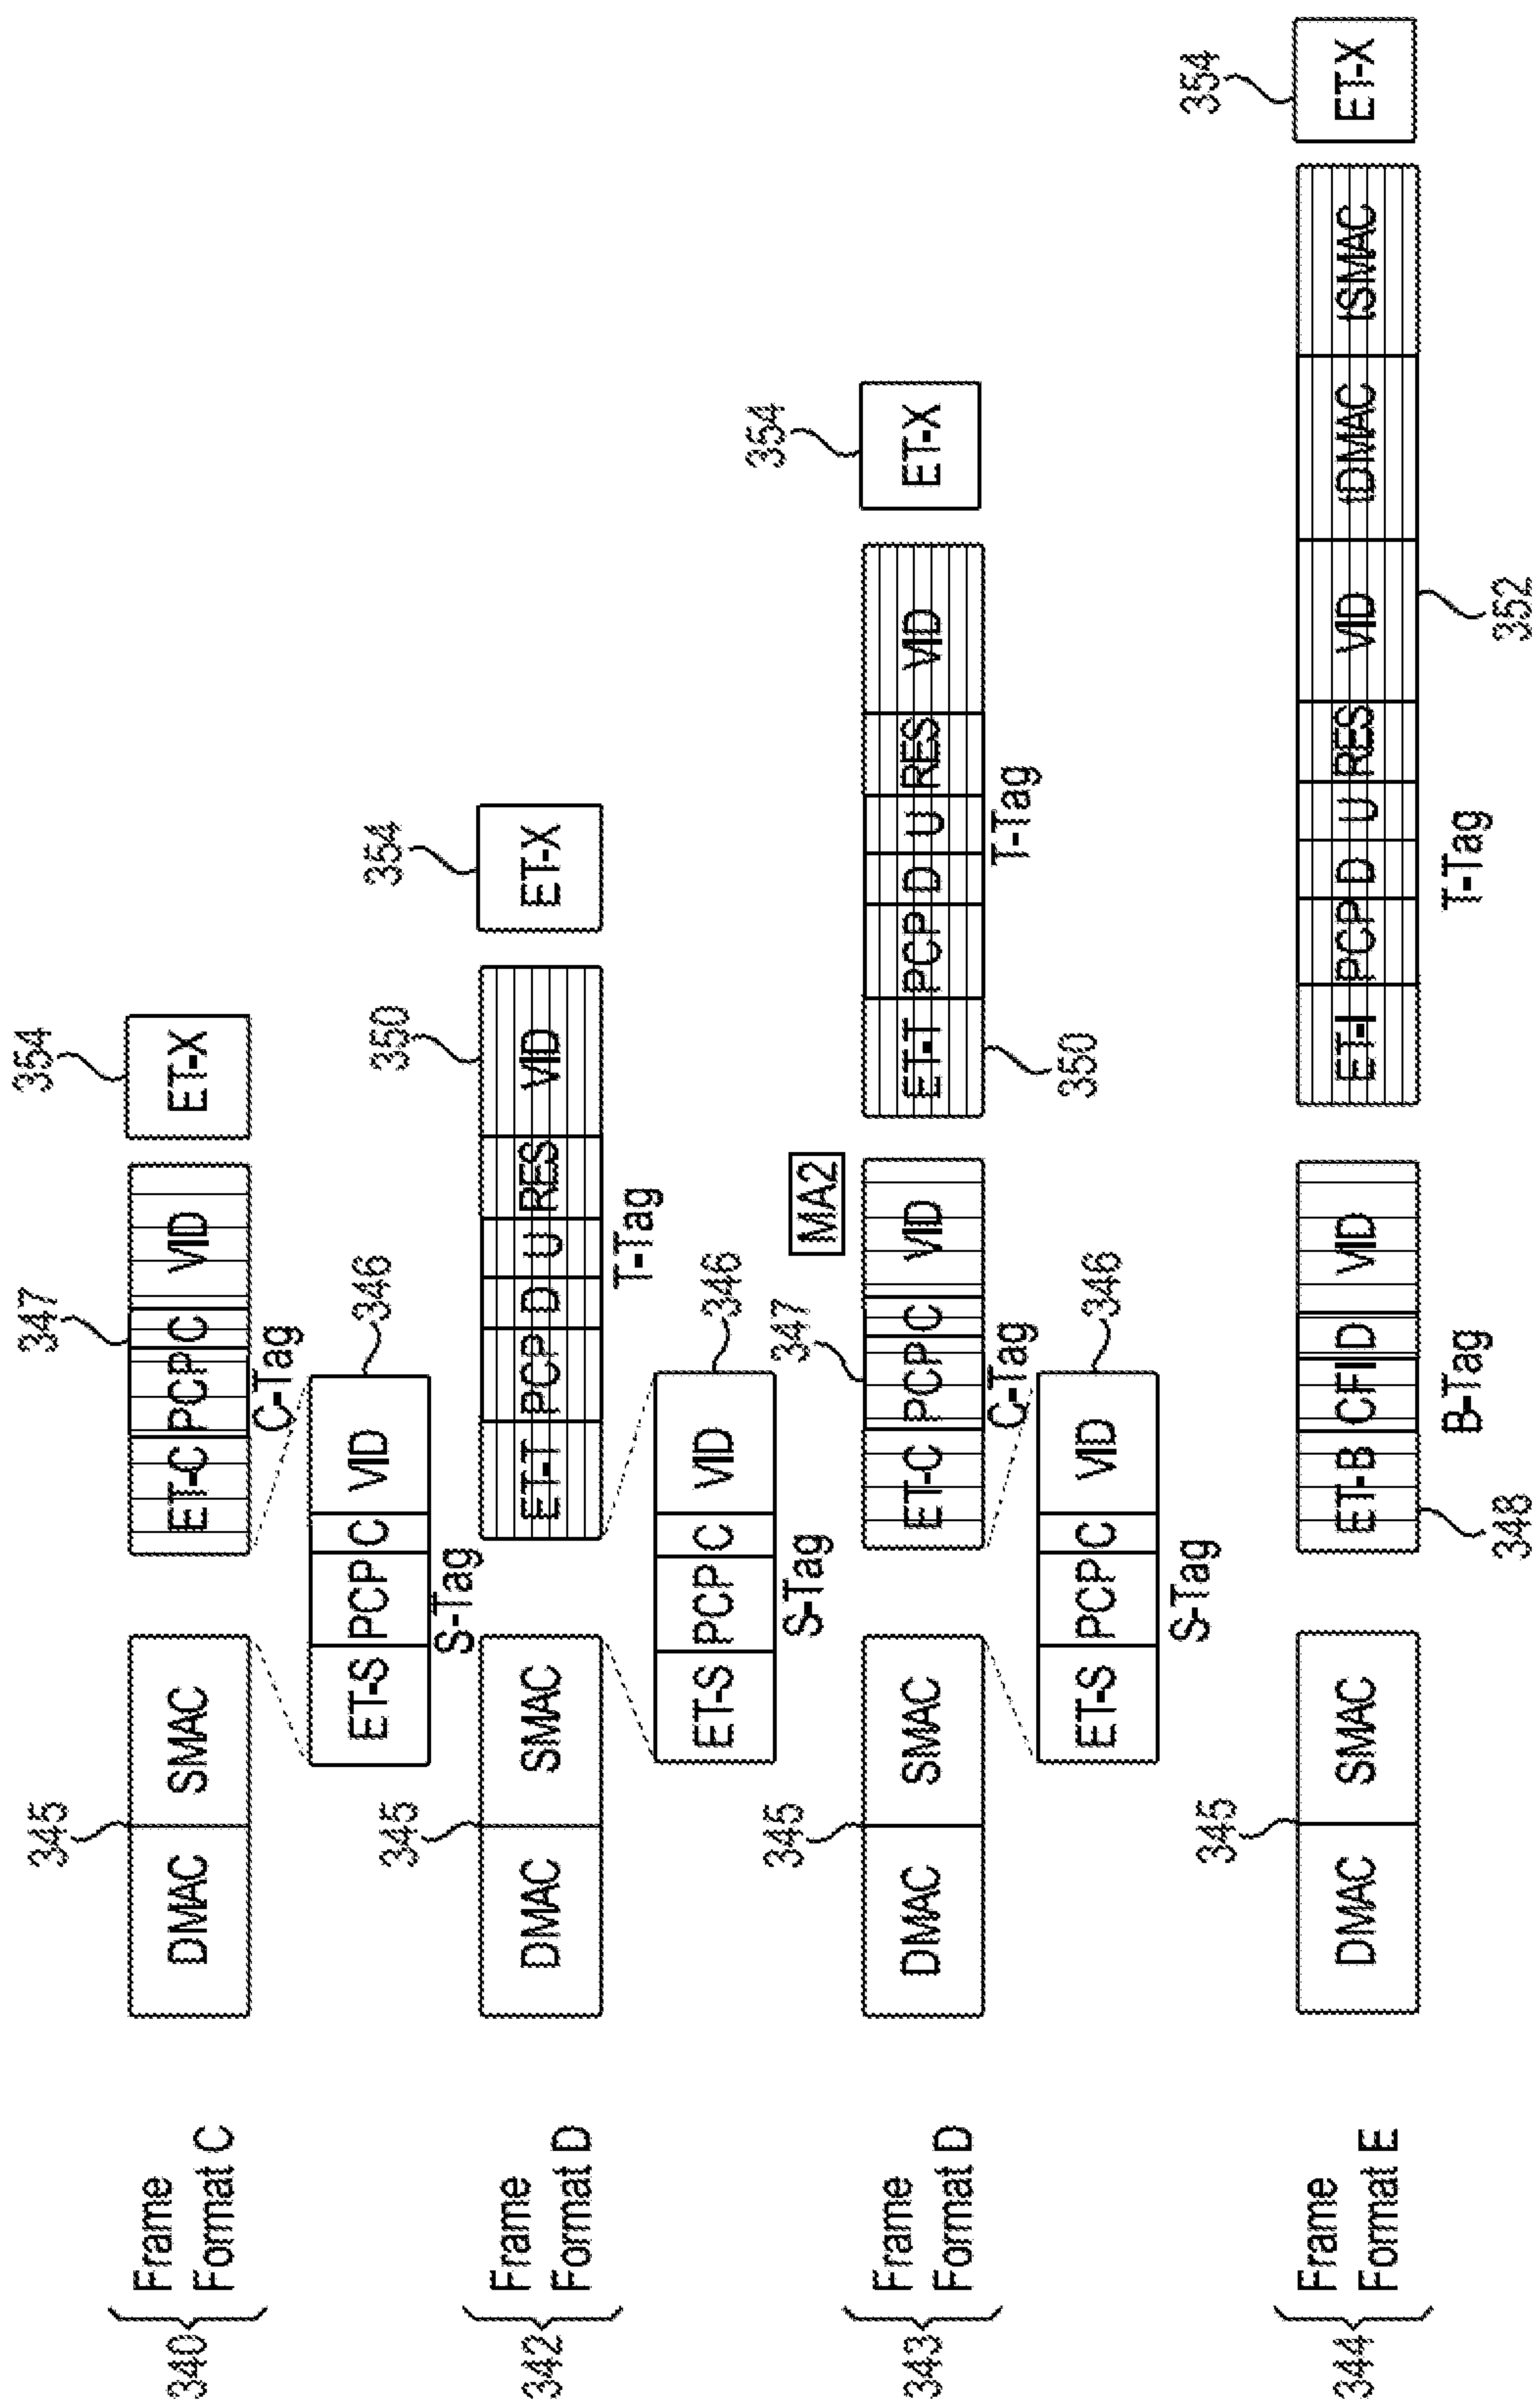 345 347 354
340 Frame DMAC SMAC ET-C PCP C VID ET-X
Format C
C-Tag
ET-S PCP C VID 346
S-Tag
345 350 354
342 Frame DMAC SMAC ET-T PCP D U RES VID ET-X
Format D
T-Tag
ET-S PCP C VID 346
S-Tag
345 347 MA2 354
343 Frame DMAC SMAC ET-C PCP C VID ET-T PCP D U RES VID ET-X
Format D
C-Tag 350 T-Tag
ET-S PCP C VID 346
S-Tag
345 354
344 Frame DMAC SMAC ET-B CFI D VID ET-I PCP D U RES VID tDMAC tSMAC ET-X
Format E
348 B-Tag T-Tag 352